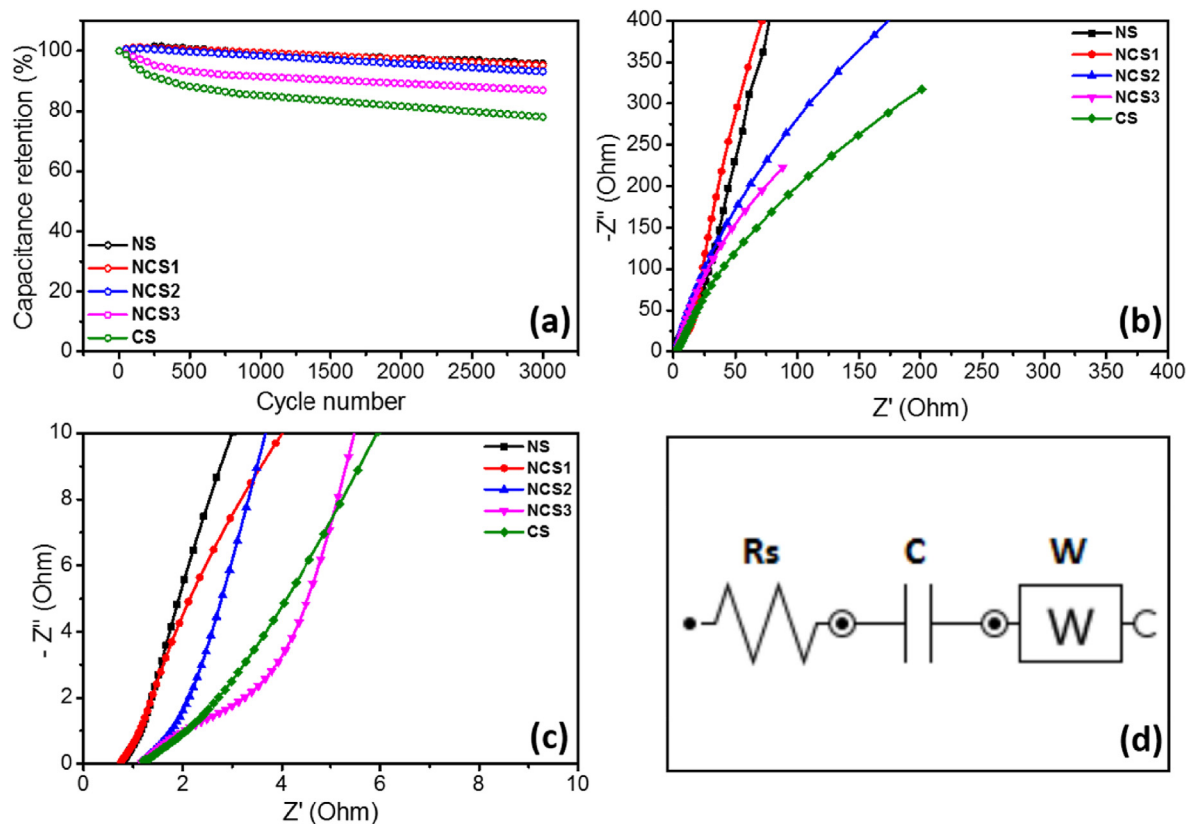 Capacitance retention (%)
100
80
60
40
20
0
NS
NCS1
NCS2
NCS3
CS
(a)
0 500 1000 1500 2000 2500 3000
Cycle number
-Z'' (Ohm)
400
350
300
250
200
150
100
50
0
NS
NCS1
NCS2
NCS3
CS
(b)
0 50 100 150 200 250 300 350 400
Z' (Ohm)
- Z'' (Ohm)
10
8
6
4
2
0
NS
NCS1
NCS2
NCS3
CS
(c)
0 2 4 6 8 10
Z' (Ohm)
Rs C W
W
(d)